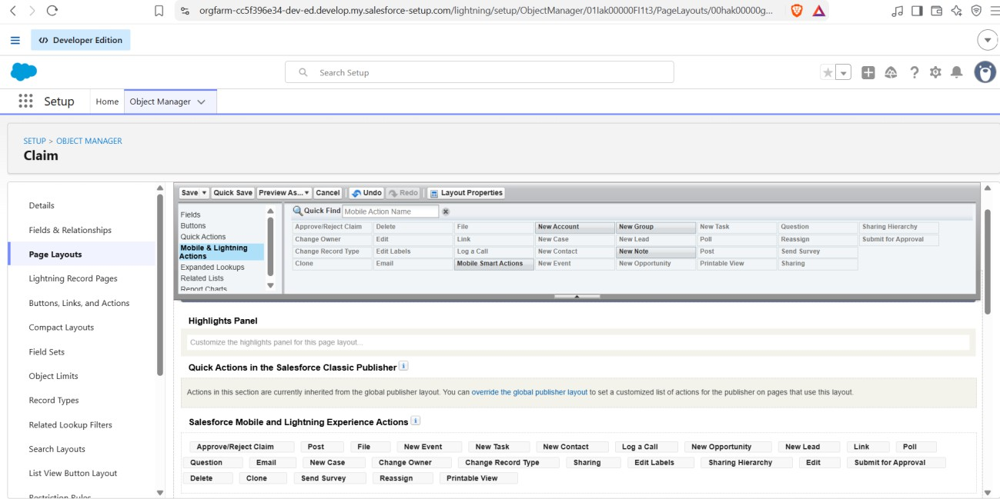 orgfarm-cc5f396e34-dev-ed.develop.my.salesforce-setup.com/lightning/setup/ObjectManager/01Iak00000FI1t3/PageLayouts/00hak00000g...
</> Developer Edition
Search Setup
Setup Home Object Manager
SETUP > OBJECT MANAGER
Claim
Details
Fields & Relationships
Page Layouts
Lightning Record Pages
Buttons, Links, and Actions
Compact Layouts
Field Sets
Object Limits
Record Types
Related Lookup Filters
Search Layouts
List View Button Layout
Restriction Rules
Save Quick Save Preview As... Cancel Undo Redo Layout Properties
Fields
Buttons
Quick Actions
Mobile & Lightning
Actions
Expanded Lookups
Related Lists
Report Charts
Quick Find Mobile Action Name
Approve/Reject Claim Delete File New Account New Group New Task Question Sharing Hierarchy
Change Owner Edit Link New Case New Lead Poll Reassign Submit for Approval
Change Record Type Edit Labels Log a Call New Contact New Note Post Send Survey
Clone Email Mobile Smart Actions New Event New Opportunity Printable View Sharing
Highlights Panel
Customize the highlights panel for this page layout...
Quick Actions in the Salesforce Classic Publisher i
Actions in this section are currently inherited from the global publisher layout. You can override the global publisher layout to set a customized list of actions for the publisher on pages that use this layout.
Salesforce Mobile and Lightning Experience Actions i
Approve/Reject Claim Post File New Event New Task New Contact Log a Call New Opportunity New Lead Link Poll
Question Email New Case Change Owner Change Record Type Sharing Edit Labels Sharing Hierarchy Edit Submit for Approval
Delete Clone Send Survey Reassign Printable View